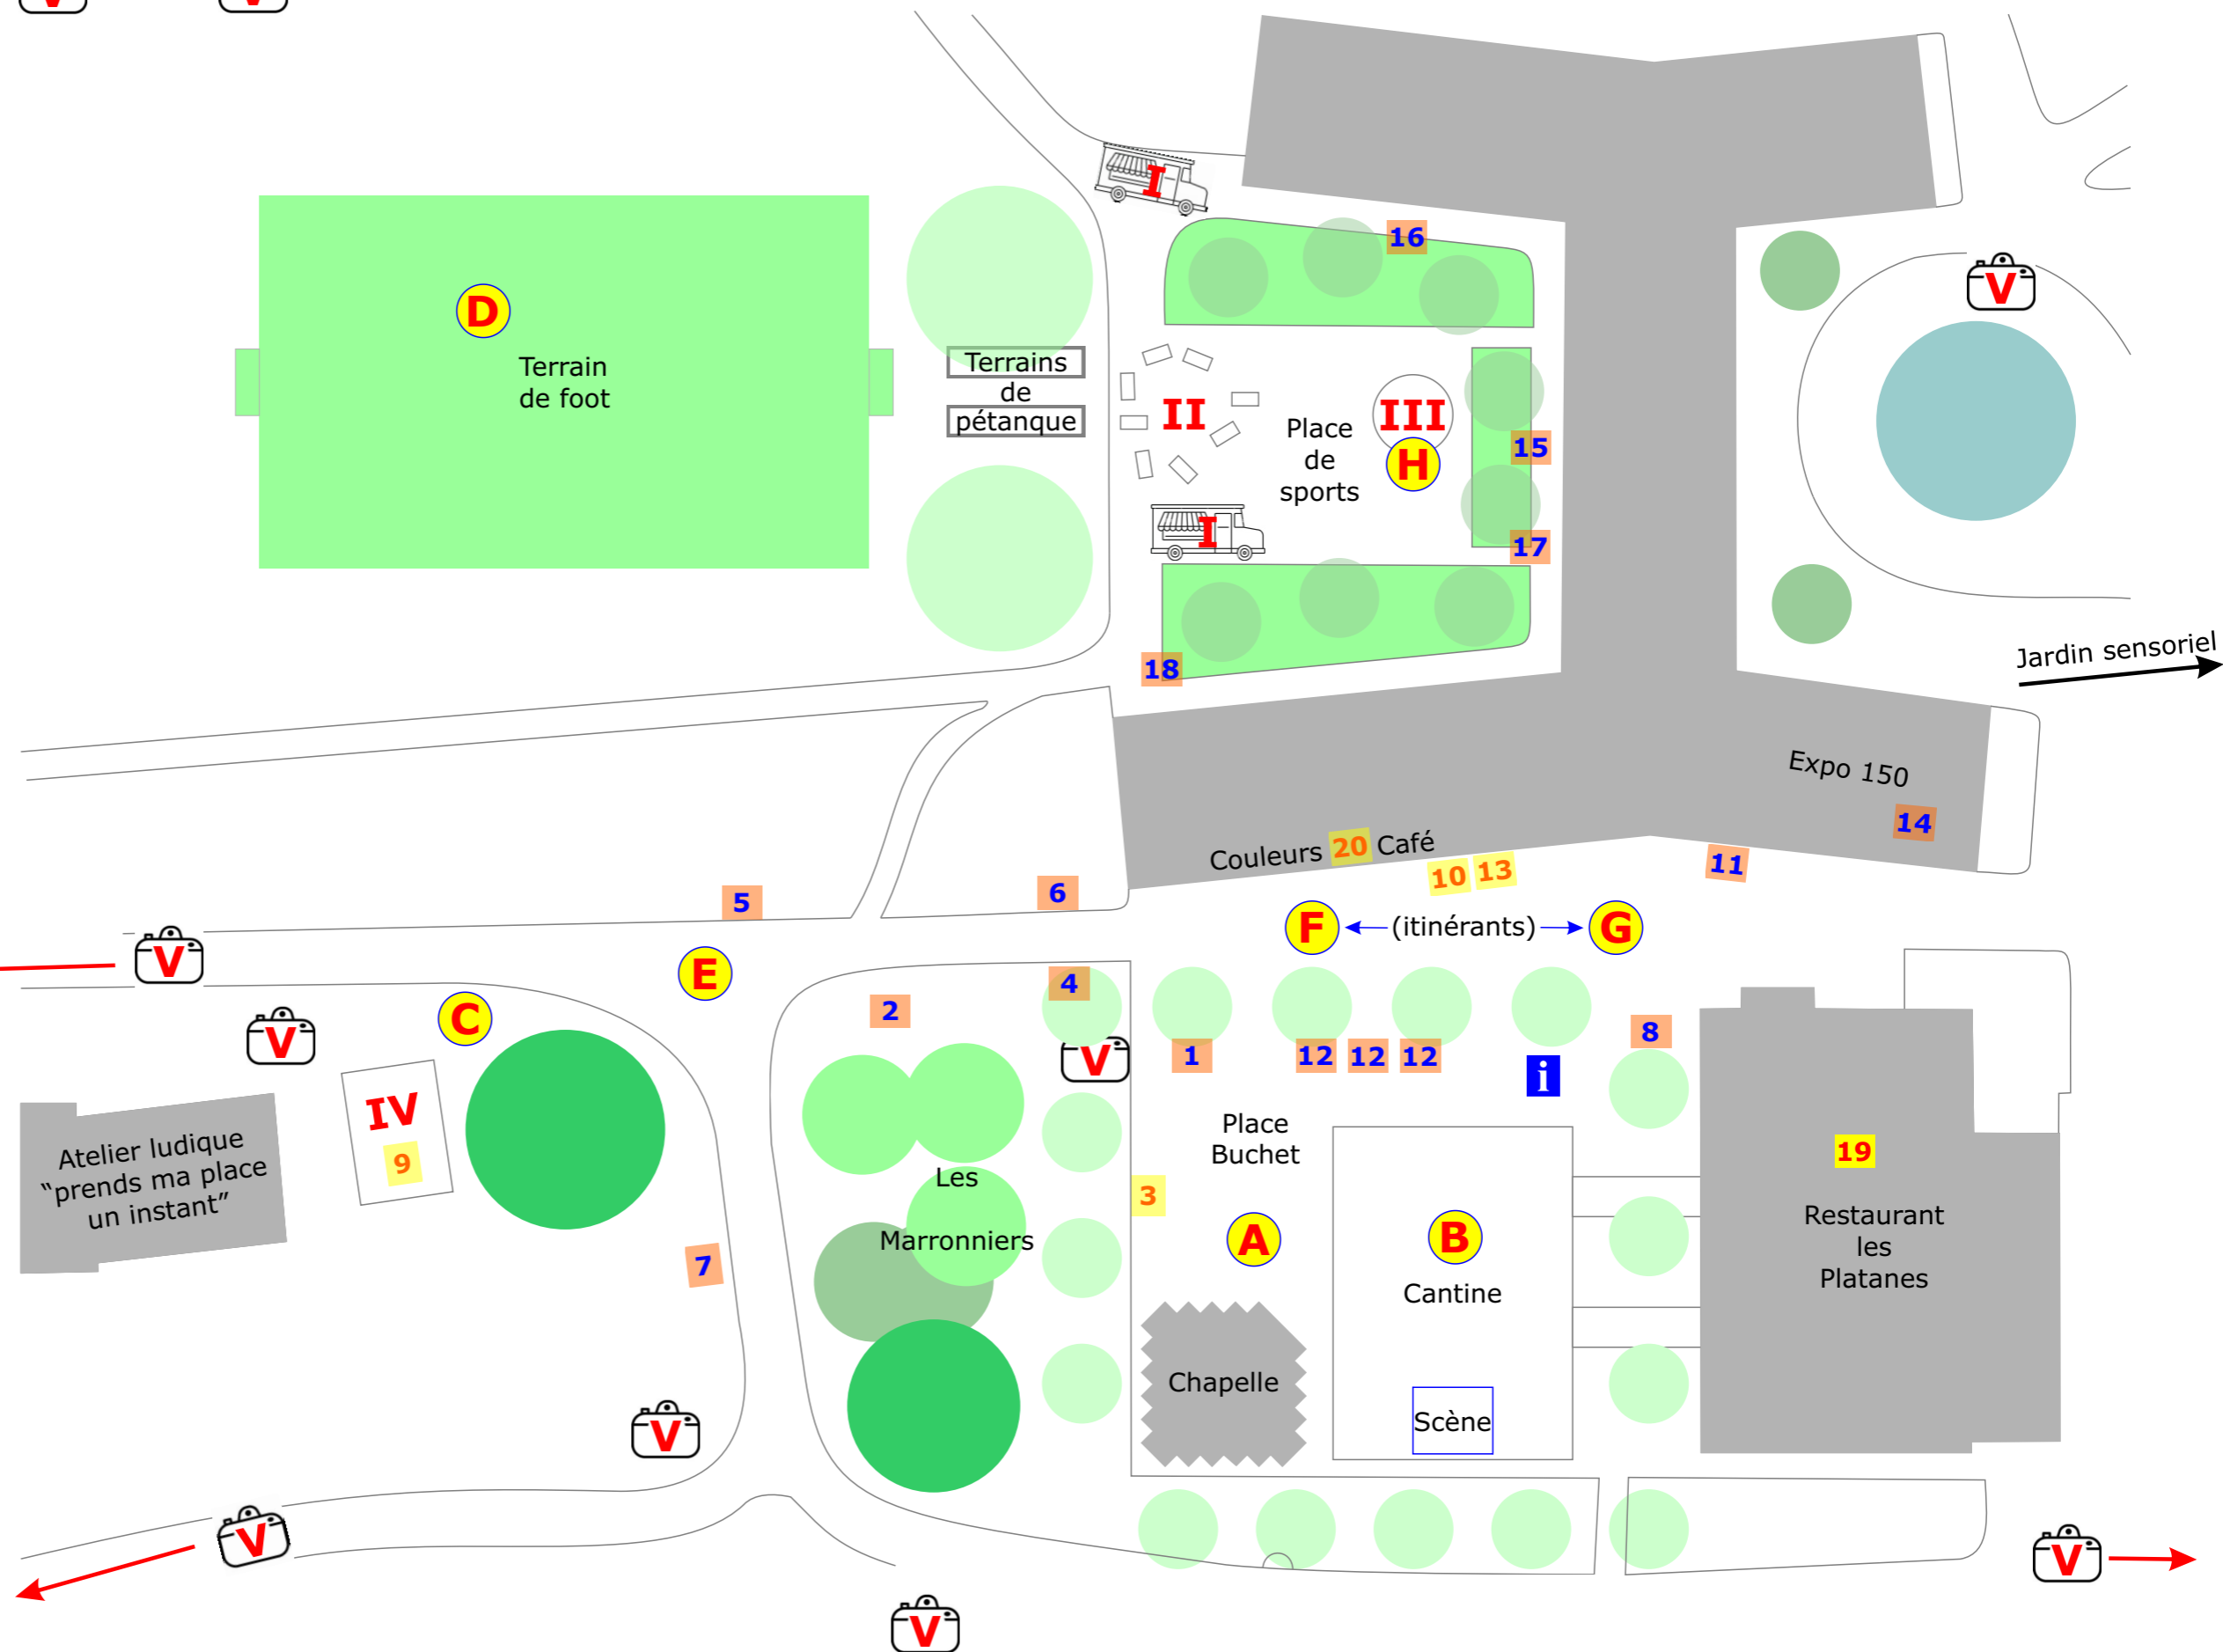 V
V
I
16
V
D
Terrain
de foot
Terrains
de
pétanque
II
III
H
Place
de
sports
15
I
17
18
Jardin sensoriel
Expo 150
14
Couleurs 20 Café
10
13
11
5
6
F
(itinérants)
G
V
E
C
V
2
4
V
1
12
12
12
8
i
IV
9
Atelier ludique
“prends ma place
un instant”
7
Les
Marronniers
Place
Buchet
3
A
B
Cantine
19
Restaurant
les
Platanes
Chapelle
Scène
V
V
V
V